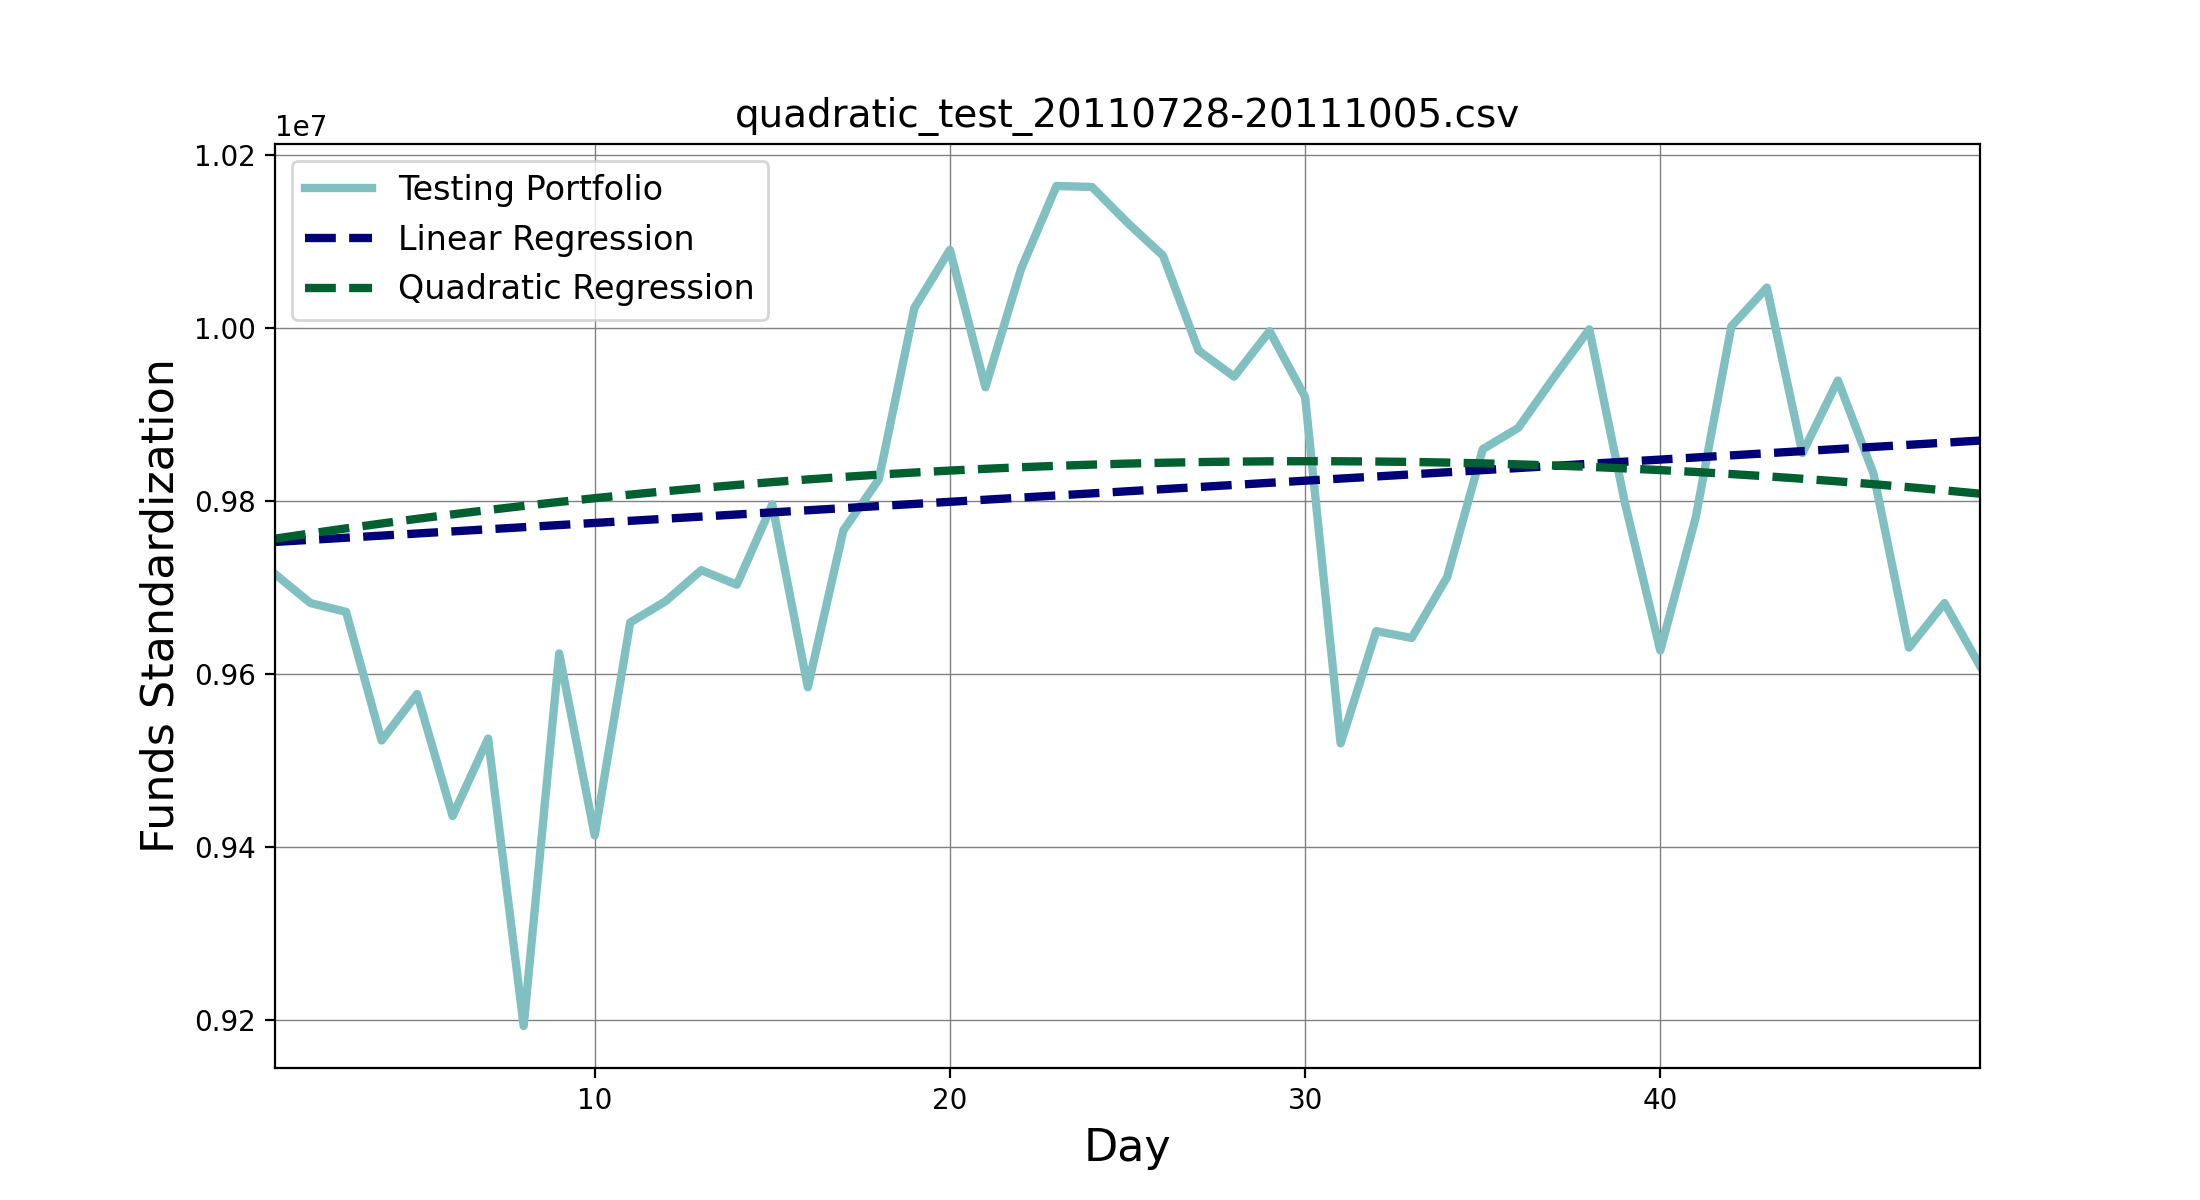 quadratic_test_20110728-20111005.csv
1e7
1.02
1.00
0.98
0.96
0.94
0.92
Funds Standardization
Testing Portfolio
Linear Regression
Quadratic Regression
10 20 30 40
Day